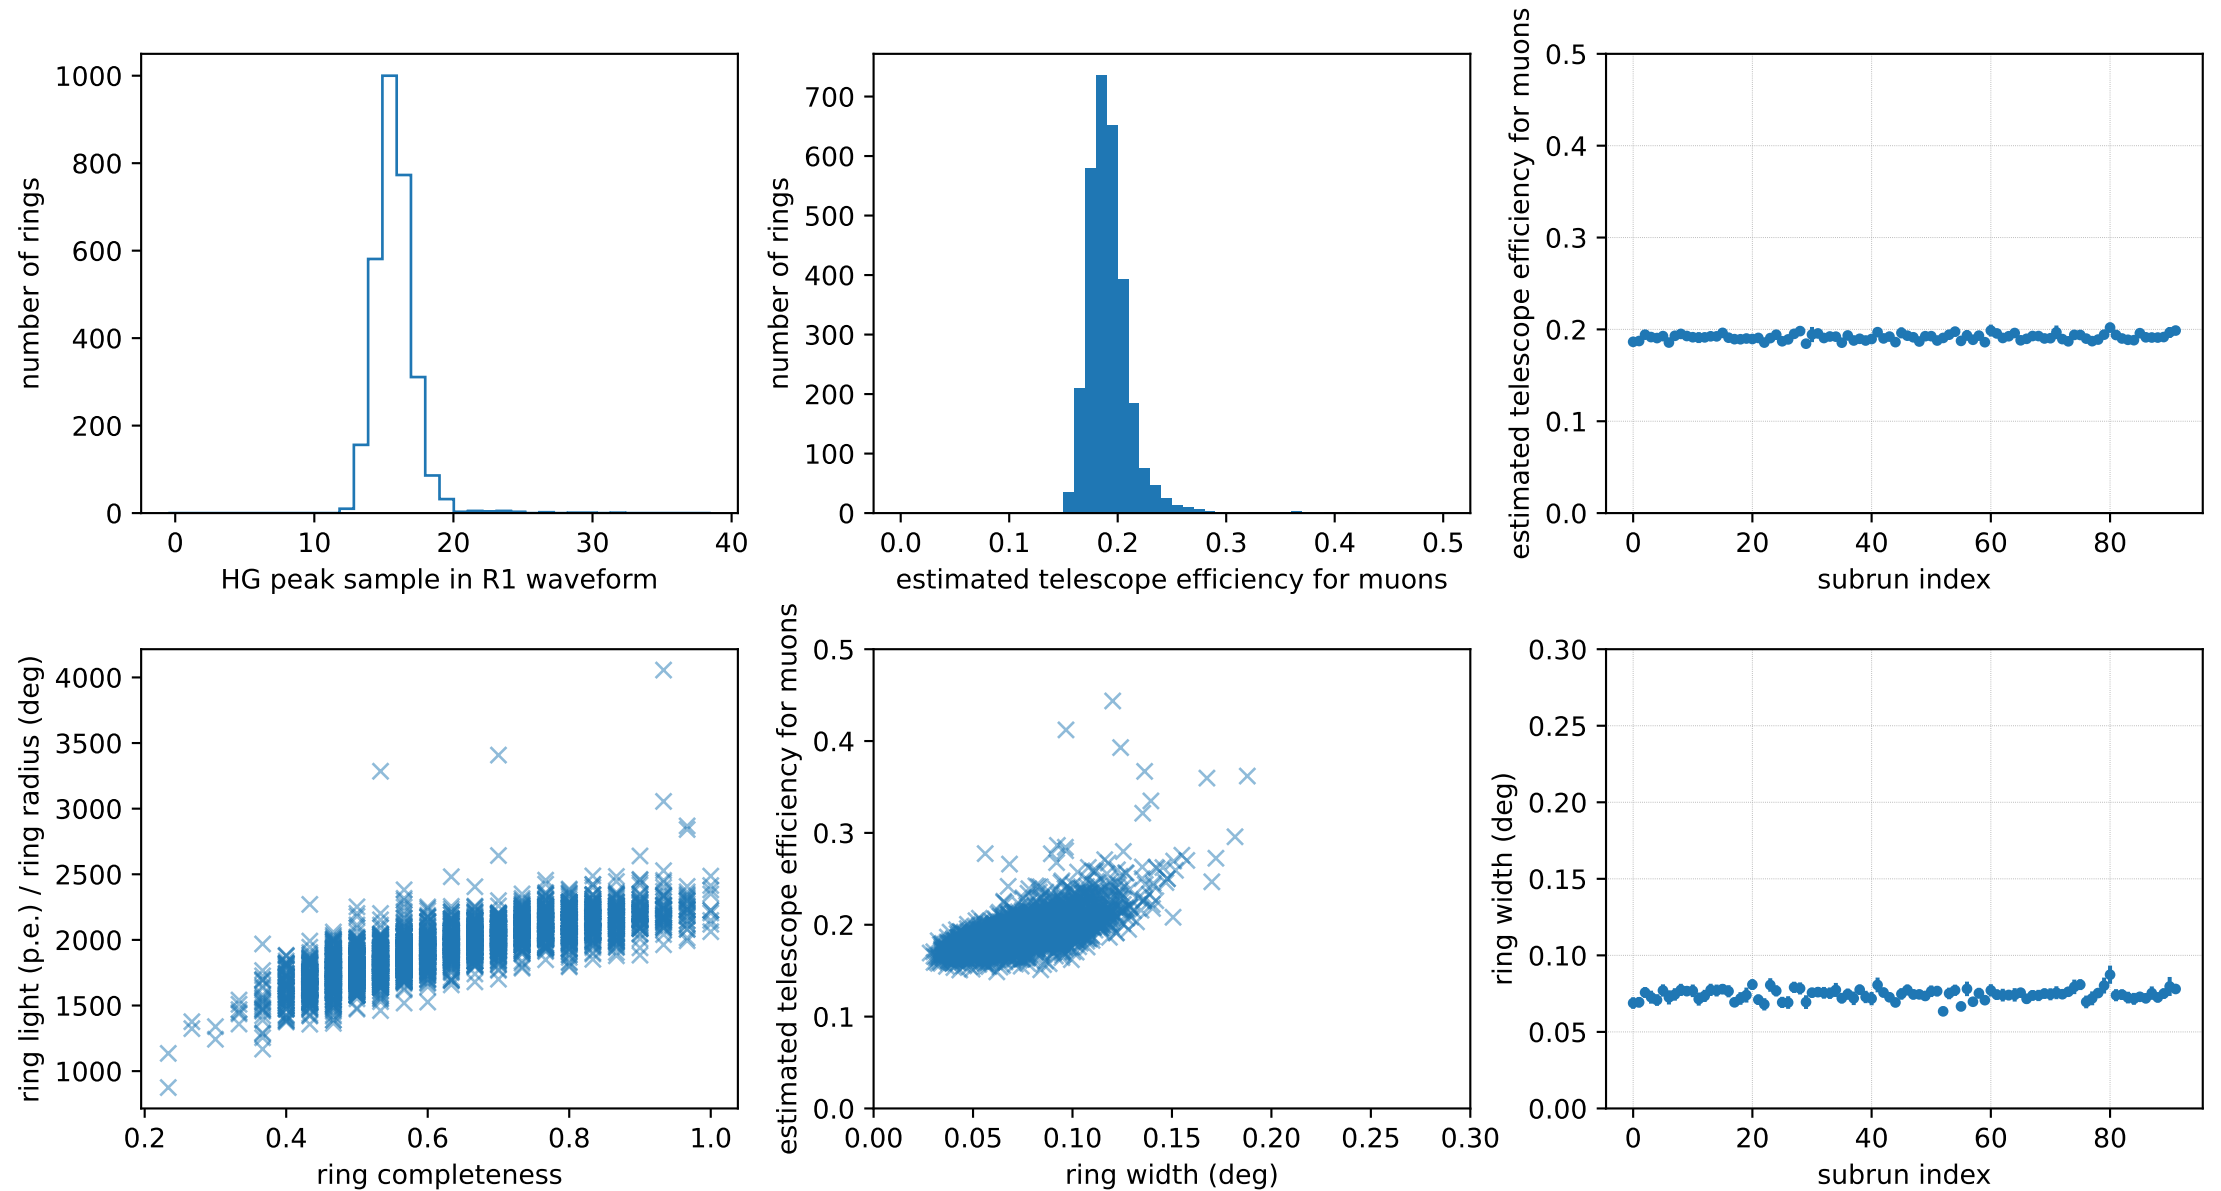 number of rings
1000
800
600
400
200
0
0 10 20 30 40
HG peak sample in R1 waveform
number of rings
700
600
500
400
300
200
100
0
0.0 0.1 0.2 0.3 0.4 0.5
estimated telescope efficiency for muons
estimated telescope efficiency for muons
0.5
0.4
0.3
0.2
0.1
0.0
0 20 40 60 80
subrun index
ring light (p.e.) / ring radius (deg)
4000
3500
3000
2500
2000
1500
1000
0.2 0.4 0.6 0.8 1.0
ring completeness
estimated telescope efficiency for muons
0.5
0.4
0.3
0.2
0.1
0.0
0.00 0.05 0.10 0.15 0.20 0.25 0.30
ring width (deg)
ring width (deg)
0.30
0.25
0.20
0.15
0.10
0.05
0.00
0 20 40 60 80
subrun index